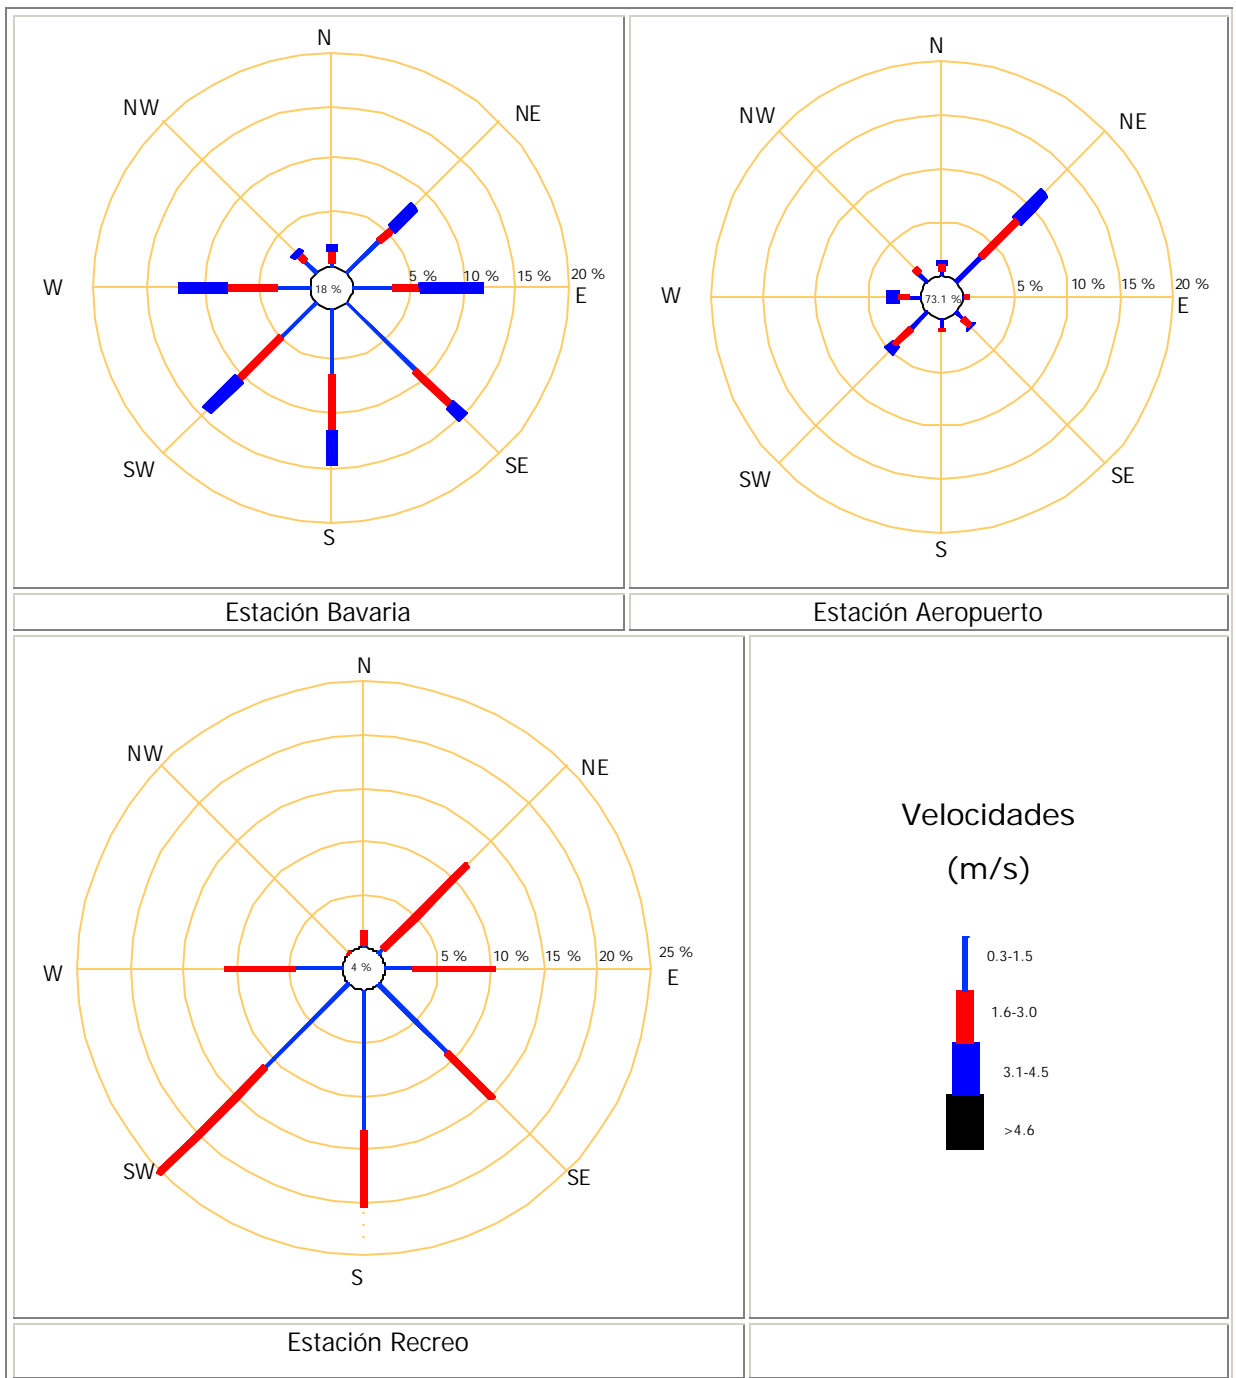 N
NW
NE
W
18 %
5 %
10 %
15 %
20 %
E
SW
SE
S
N
NW
NE
W
73.1 %
5 %
10 %
15 %
20 %
E
SW
SE
S
Estación Bavaria
Estación Aeropuerto
N
NW
NE
W
4 %
5 %
10 %
15 %
20 %
25 %
E
SW
SE
S
Velocidades
(m/s)
0.3-1.5
1.6-3.0
3.1-4.5
>4.6
Estación Recreo